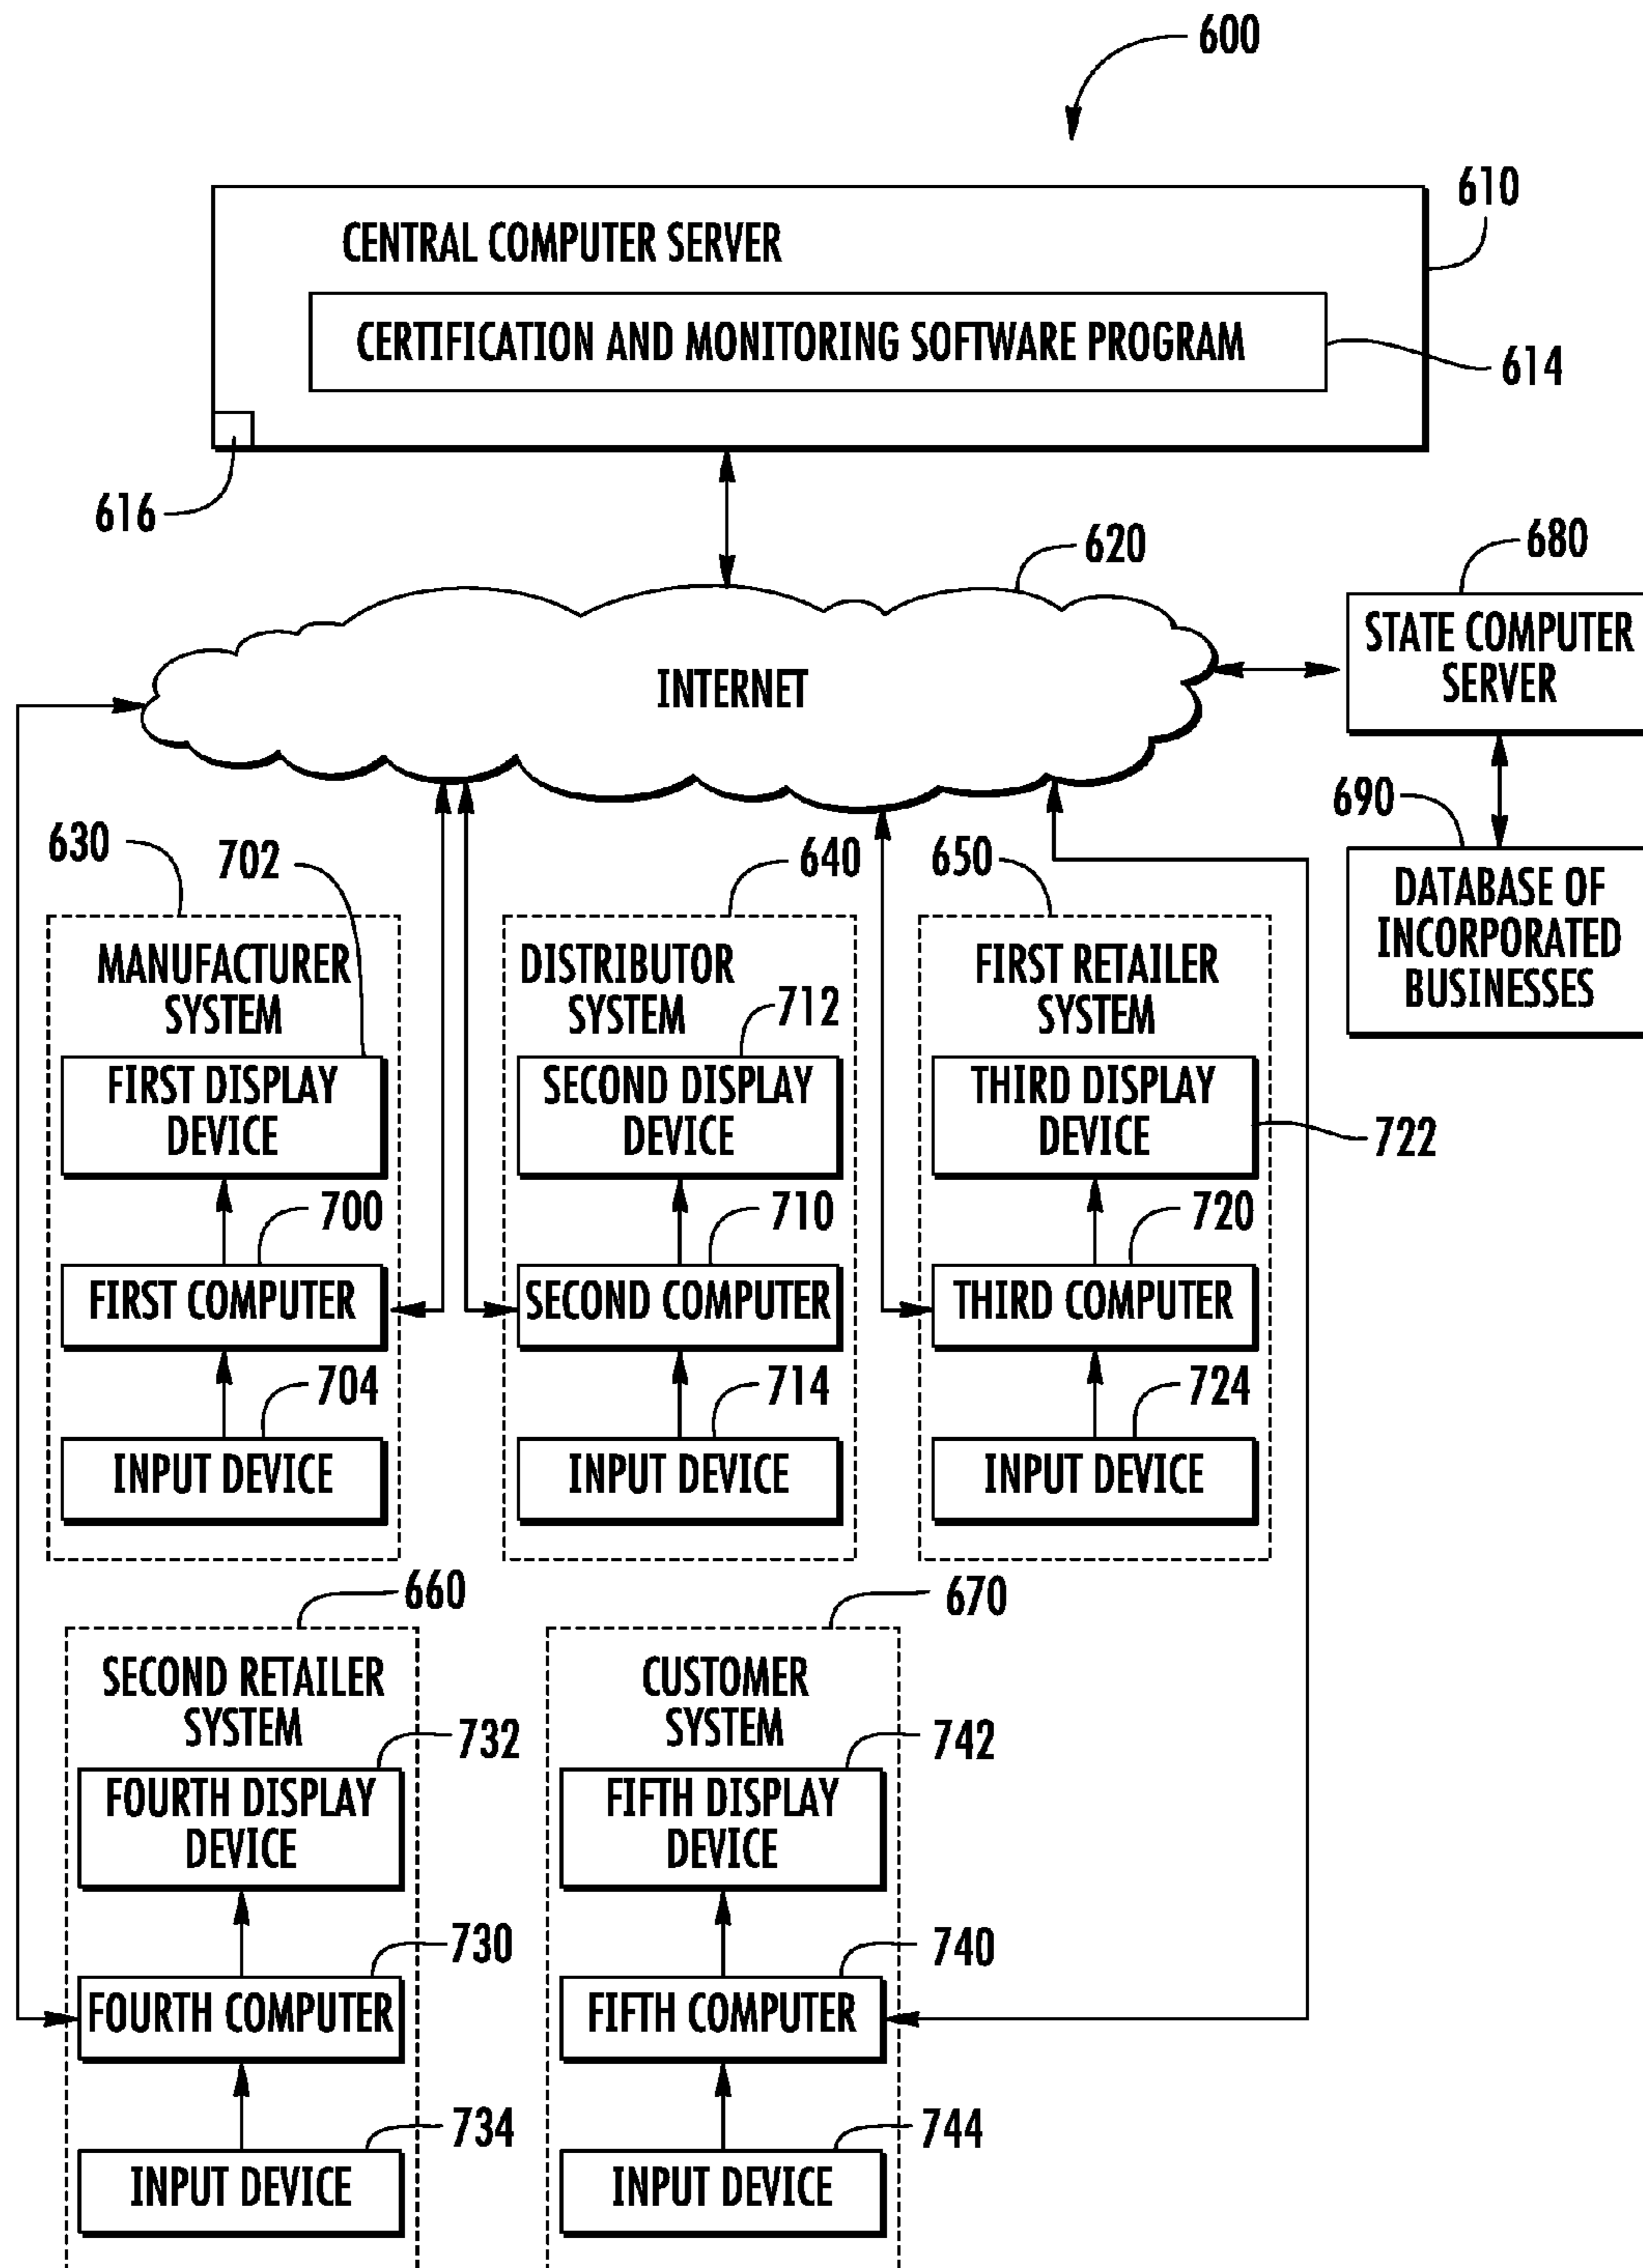 600
610
CENTRAL COMPUTER SERVER
CERTIFICATION AND MONITORING SOFTWARE PROGRAM
614
616
620
680
STATE COMPUTER
SERVER
INTERNET
690
DATABASE OF
INCORPORATED
BUSINESSES
630
702
MANUFACTURER
SYSTEM
FIRST DISPLAY
DEVICE
700
FIRST COMPUTER
704
INPUT DEVICE
640
DISTRIBUTOR
SYSTEM
712
SECOND DISPLAY
DEVICE
710
SECOND COMPUTER
714
INPUT DEVICE
650
FIRST RETAILER
SYSTEM
THIRD DISPLAY
DEVICE
722
720
THIRD COMPUTER
724
INPUT DEVICE
660
SECOND RETAILER
SYSTEM
732
FOURTH DISPLAY
DEVICE
730
FOURTH COMPUTER
734
INPUT DEVICE
670
CUSTOMER
SYSTEM
742
FIFTH DISPLAY
DEVICE
740
FIFTH COMPUTER
744
INPUT DEVICE